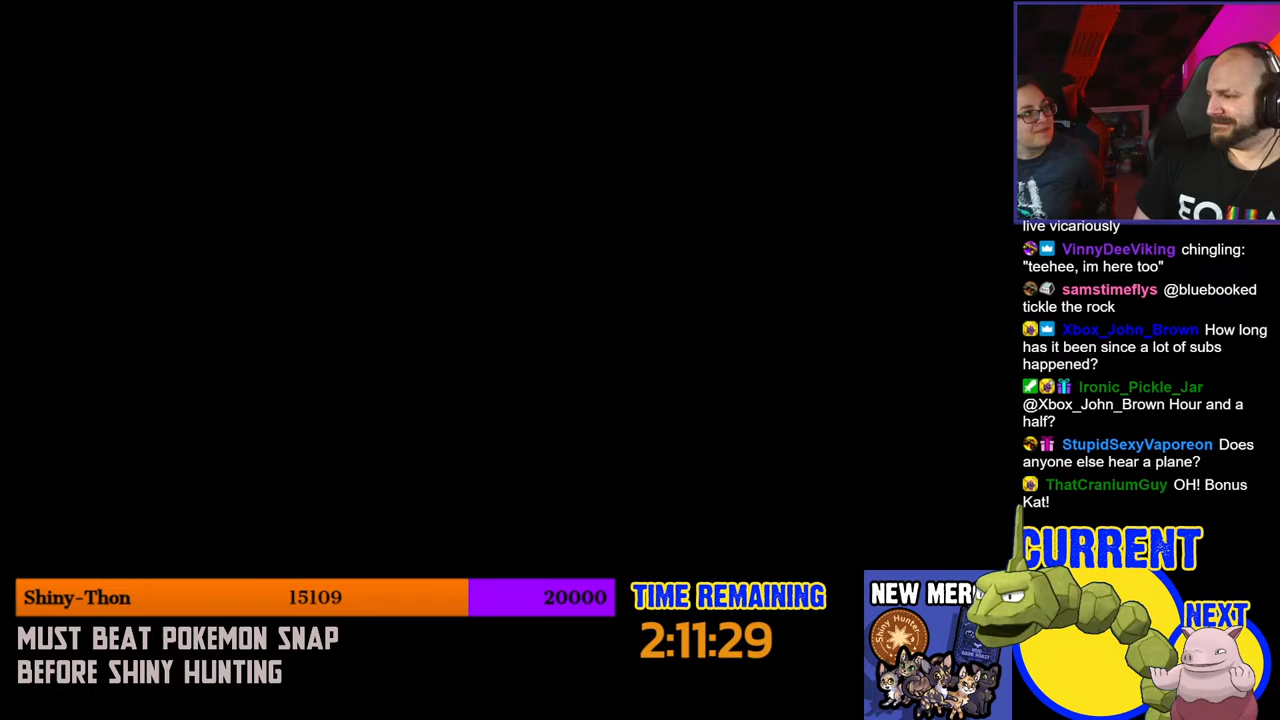 live vicariously
VinnyDeeViking chingling:
"teehee, im here too"
samstimeflys @bluebooked
tickle the rock
Xbox_John_Brown How long
has it been since a lot of subs
happened?
Ironic_Pickle_Jar
@Xbox_John_Brown Hour and a
half?
StupidSexyVaporeon Does
anyone else hear a plane?
ThatCraniumGuy OH! Bonus
Kat!
CURRENT
NEXT
Shiny-Thon 15109 20000
MUST BEAT POKEMON SNAP
BEFORE SHINY HUNTING
TIME REMAINING
2:11:29
NEW MER
Shiny Hunter